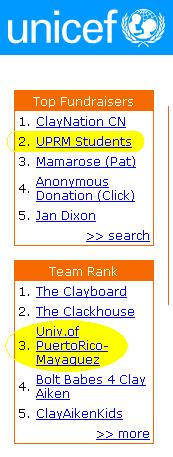 unicef
Top Fundraisers
1. ClayNation CN
2. UPRM Students
3. Mamarose (Pat)
4. Anonymous
Donation (Click)
5. Jan Dixon
>> search
Team Rank
1. The Clayboard
2. The Clackhouse
Univ.of
3. PuertoRico-
Mayaquez
4. Bolt Babes 4 Clay
Aiken
5. ClayAikenKids
>> more